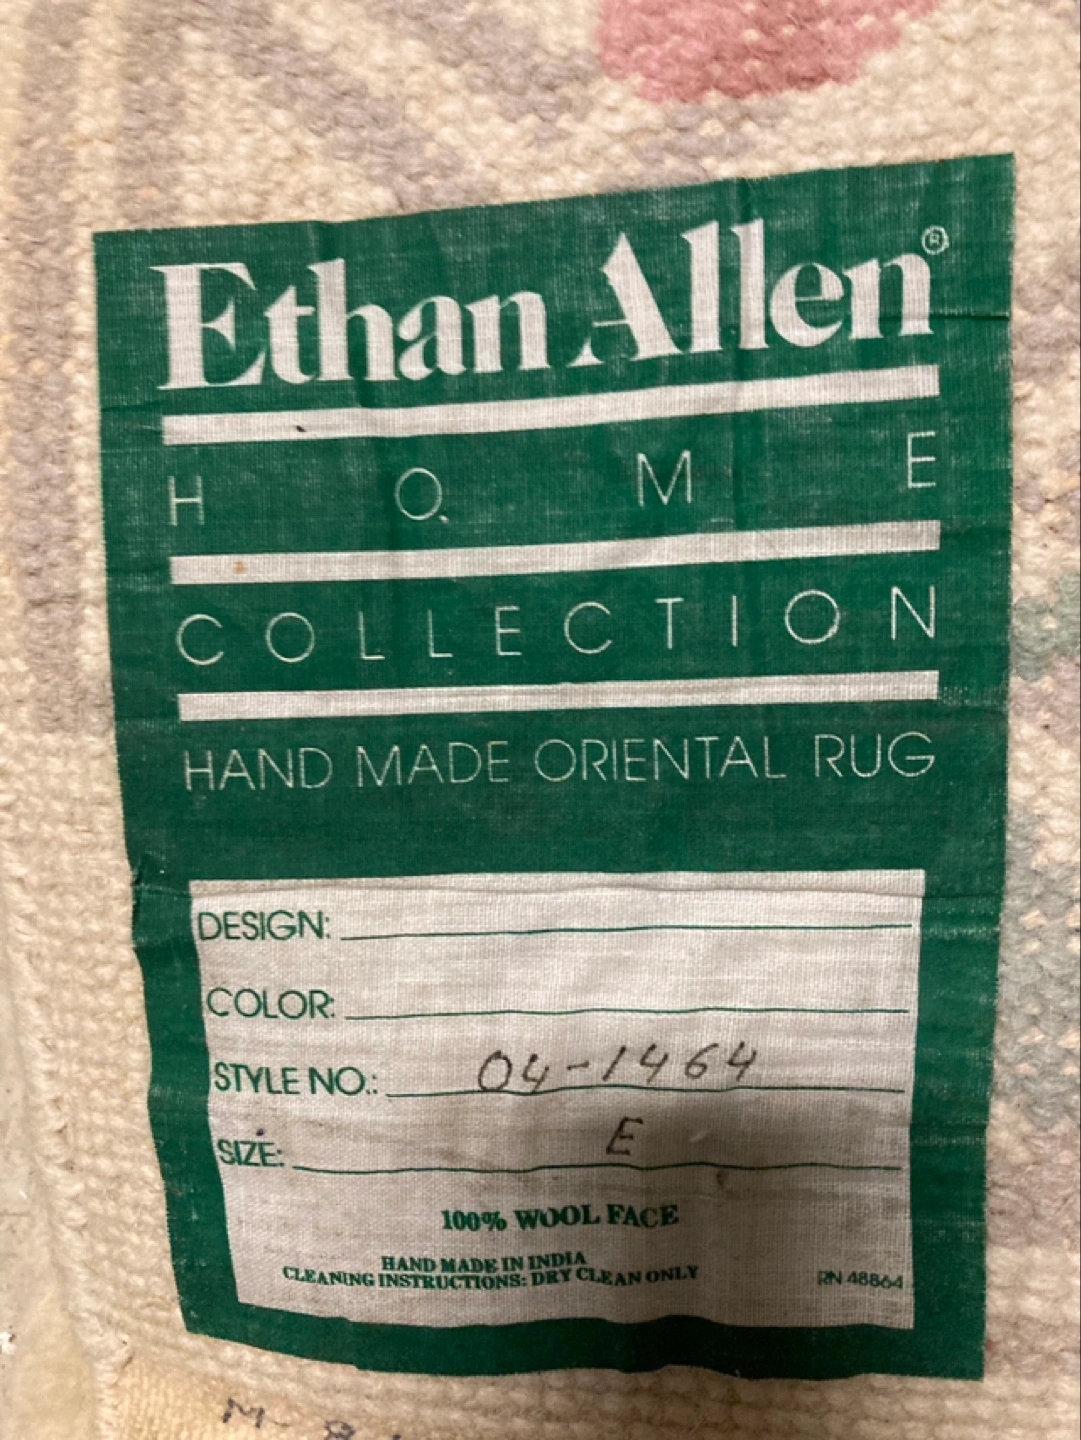 Ethan Allen®
HOME
COLLECTION
HAND MADE ORIENTAL RUG
DESIGN:
COLOR:
STYLE NO.: 04-1464
SIZE: E
100% WOOL FACE
HAND MADE IN INDIA
CLEANING INSTRUCTIONS: DRY CLEAN ONLY
RN 48864
M-8